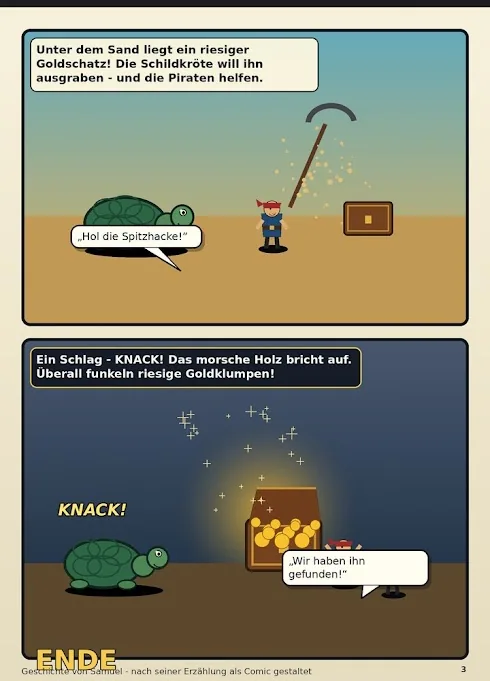 Unter dem Sand liegt ein riesiger
Goldschatz! Die Schildkröte will ihn
ausgraben - und die Piraten helfen.
„Hol die Spitzhacke!“
Ein Schlag - KNACK! Das morsche Holz bricht auf.
Überall funkeln riesige Goldklumpen!
KNACK!
„Wir haben ihn
gefunden!“
ENDE
Geschichte von Samuel - nach seiner Erzählung als Comic gestaltet
3